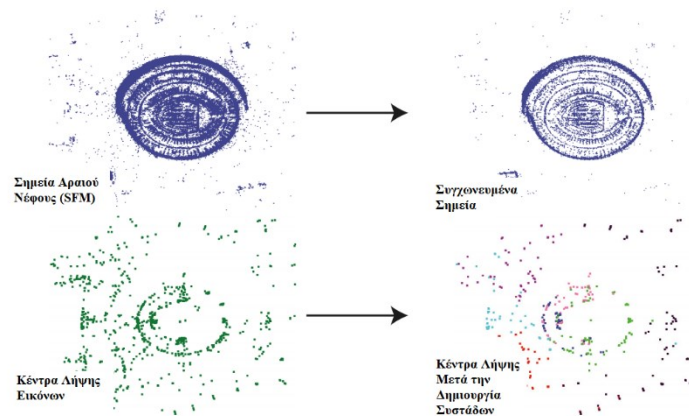 Σημεία Αραιού
Νέφους (SFM)
Συγχωνευμένα
Σημεία
Κέντρα Λήψης
Εικόνων
Κέντρα Λήψης
Μετά την
Δημιουργία
Συστάδων